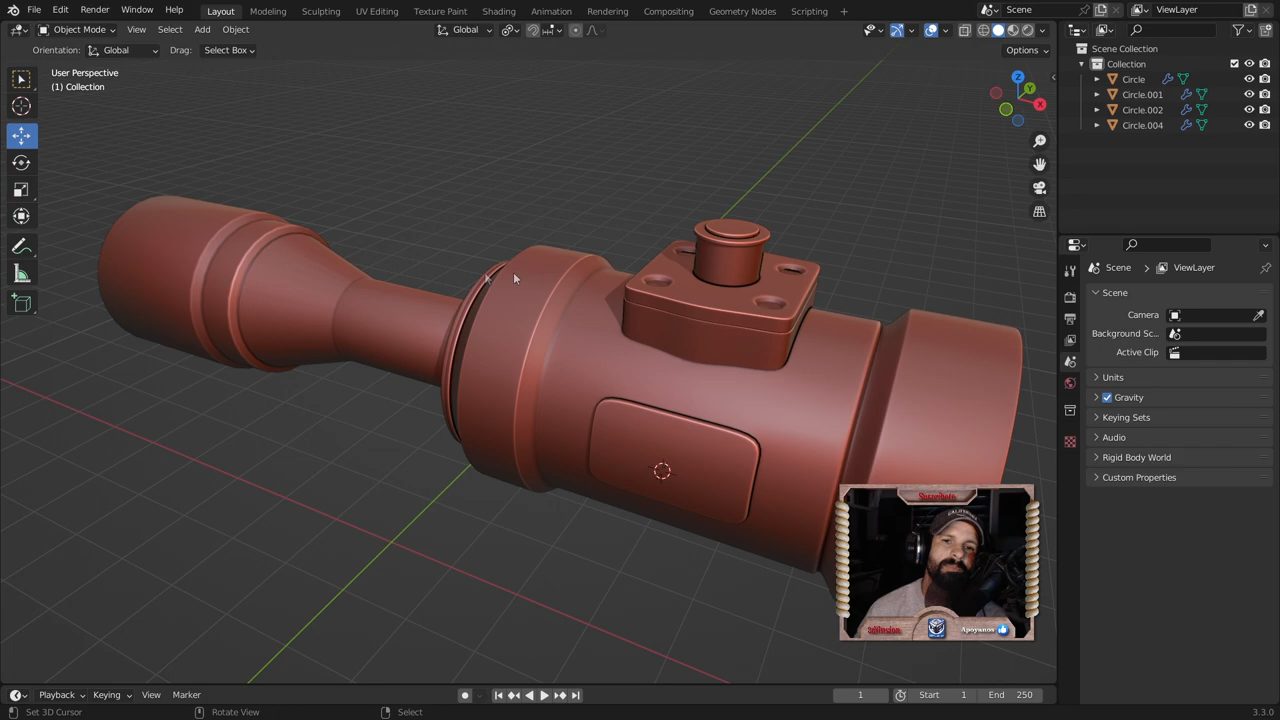 File Edit Render Window Help Layout Modeling Sculpting UV Editing Texture Paint Shading Animation Rendering Compositing Geometry Nodes Scripting + Scene ViewLayer
Object Mode View Select Add Object Global
Orientation: Global Drag: Select Box Options
User Perspective
(1) Collection
Z
Y
X
Scene Collection
Collection
Circle
Circle.001
Circle.002
Circle.004
Scene ViewLayer
Scene
Camera
Background Sc...
Active Clip
Units
Gravity
Keying Sets
Audio
Rigid Body World
Custom Properties
CALIFORNIA
Apoyanos
Playback Keying View Marker 1 Start 1 End 250
Set 3D Cursor Rotate View Select 3.3.0